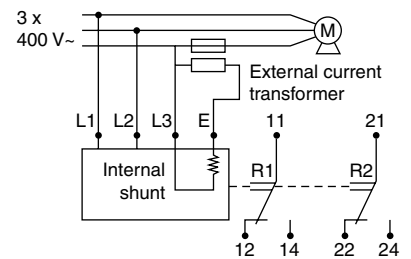 3 x
400 V~
M
External current
transformer
L1 L2 L3 E 11 21
Internal
shunt
R1 R2
12 14 22 24